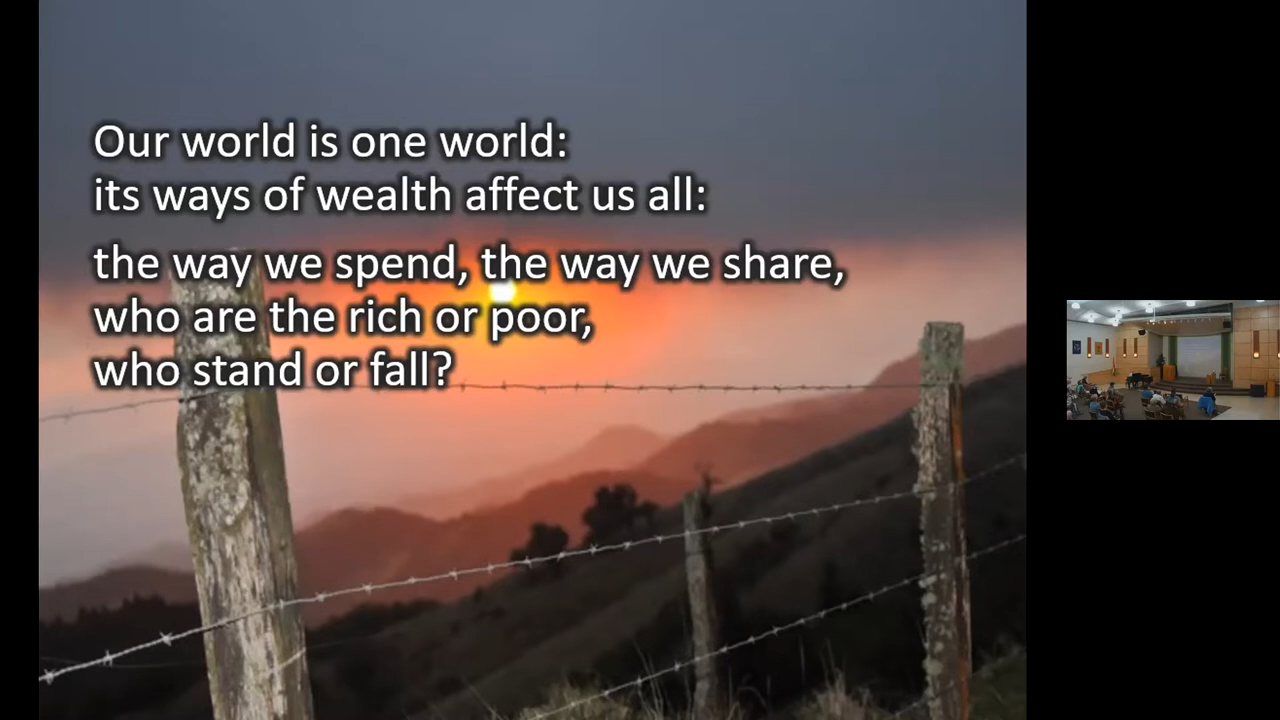 Our world is one world:
its ways of wealth affect us all:
the way we spend, the way we share,
who are the rich or poor,
who stand or fall?